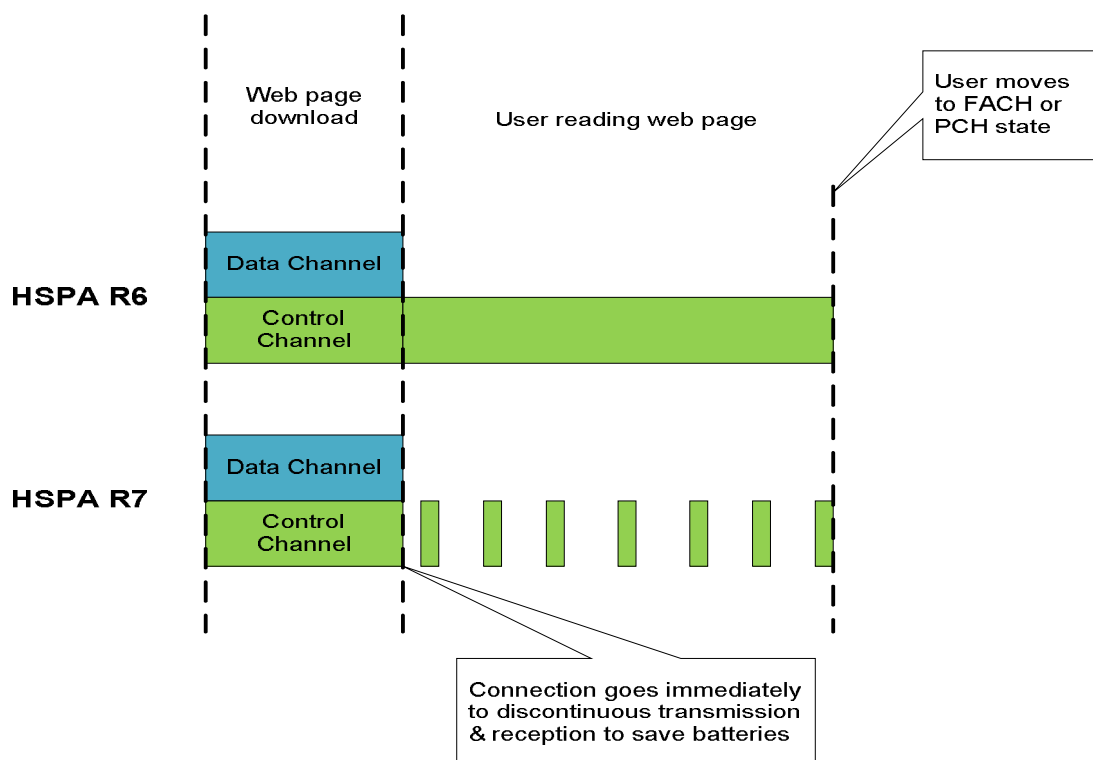 Web page
download
User reading web page
User moves
to FACH or
PCH state
HSPA R6
Data Channel
Control
Channel
HSPA R7
Data Channel
Control
Channel
Connection goes immediately
to discontinuous transmission
& reception to save batteries